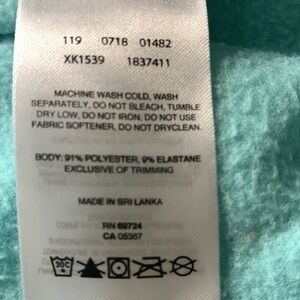 119 0718 01482
XK1539 1837411
MACHINE WASH COLD, WASH
SEPARATELY, DO NOT BLEACH, TUMBLE
DRY LOW, DO NOT IRON, DO NOT USE
FABRIC SOFTENER, DO NOT DRYCLEAN.
BODY: 91% POLYESTER, 9% ELASTANE
EXCLUSIVE OF TRIMMING
MADE IN SRI LANKA
RN 69724
CA 05367
30C